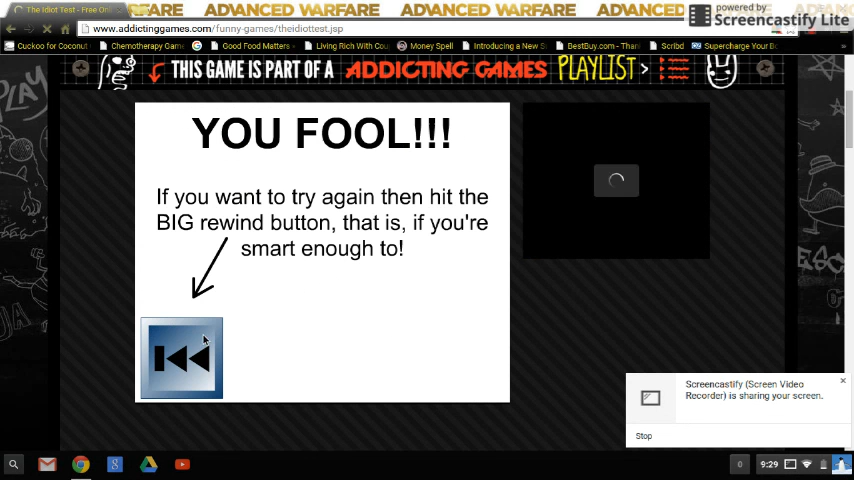 The Idiot Test - Free Onl
WARFARE ADVANCED WARFARE ADVANCED WARFARE ADVANCED
powered by
Screencastify Lite
www.addictinggames.com/funny-games/theidiottest.jsp
Cuckoo for Coconut Chemotherapy Game Good Food Matters - Living Rich With Cou Money Spell Introducing a New S BestBuy.com - Than Scribd Supercharge Your Bo »
THIS GAME IS PART OF A ADDICTING GAMES PLAYLIST >
YOU FOOL!!!
If you want to try again then hit the
BIG rewind button, that is, if you're
smart enough to!
Screencastify (Screen Video
Recorder) is sharing your screen.
Stop
0 9:29